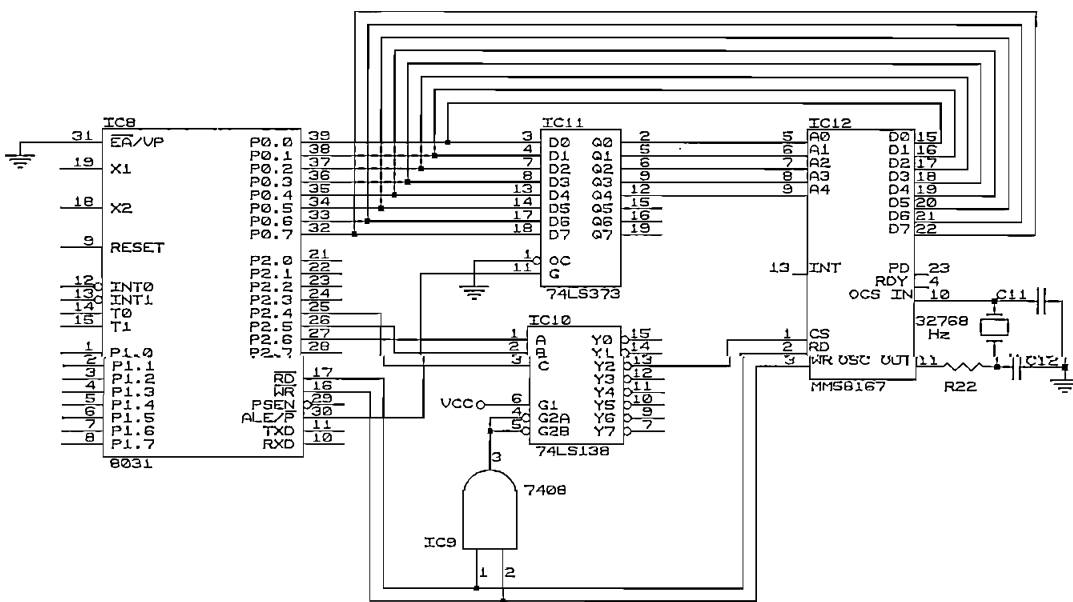 IC8
31 EA/VP
19 X1
18 X2
9 RESET
12 INT0
13 INT1
14 T0
15 T1
1 P1.0
2 P1.1
3 P1.2
4 P1.3
5 P1.4
6 P1.5
7 P1.6
8 P1.7
P0.0 39
P0.1 38
P0.2 37
P0.3 36
P0.4 35
P0.5 34
P0.6 33
P0.7 32
P2.0 21
P2.1 22
P2.2 23
P2.3 24
P2.4 25
P2.5 26
P2.6 27
P2.7 28
RD 17
WR 16
PSEN 29
ALE/P 30
TXD 11
RXD 10
8031
IC11
3 D0 Q0 2
4 D1 Q1 5
7 D2 Q2 6
8 D3 Q3 9
13 D4 Q4 12
14 D5 Q5 15
17 D6 Q6 16
18 D7 Q7 19
1 OC
11 G
74LS373
IC10
1 A Y0 15
2 B Y1 14
3 C Y2 13
Y3 12
Y4 11
VCC 6 G1 Y5 10
4 G2A Y6 9
5 G2B Y7 7
74LS138
3
7408
IC9
1 2
IC12
5 A0 D0 15
6 A1 D1 16
7 A2 D2 17
8 A3 D3 18
9 A4 D4 19
D5 20
D6 21
D7 22
13 INT PD 23
RDY 4
OCS IN 10
1 CS
2 RD
3 WR OSC OUT 11
MM58167
C11
32768
Hz
C12
R22